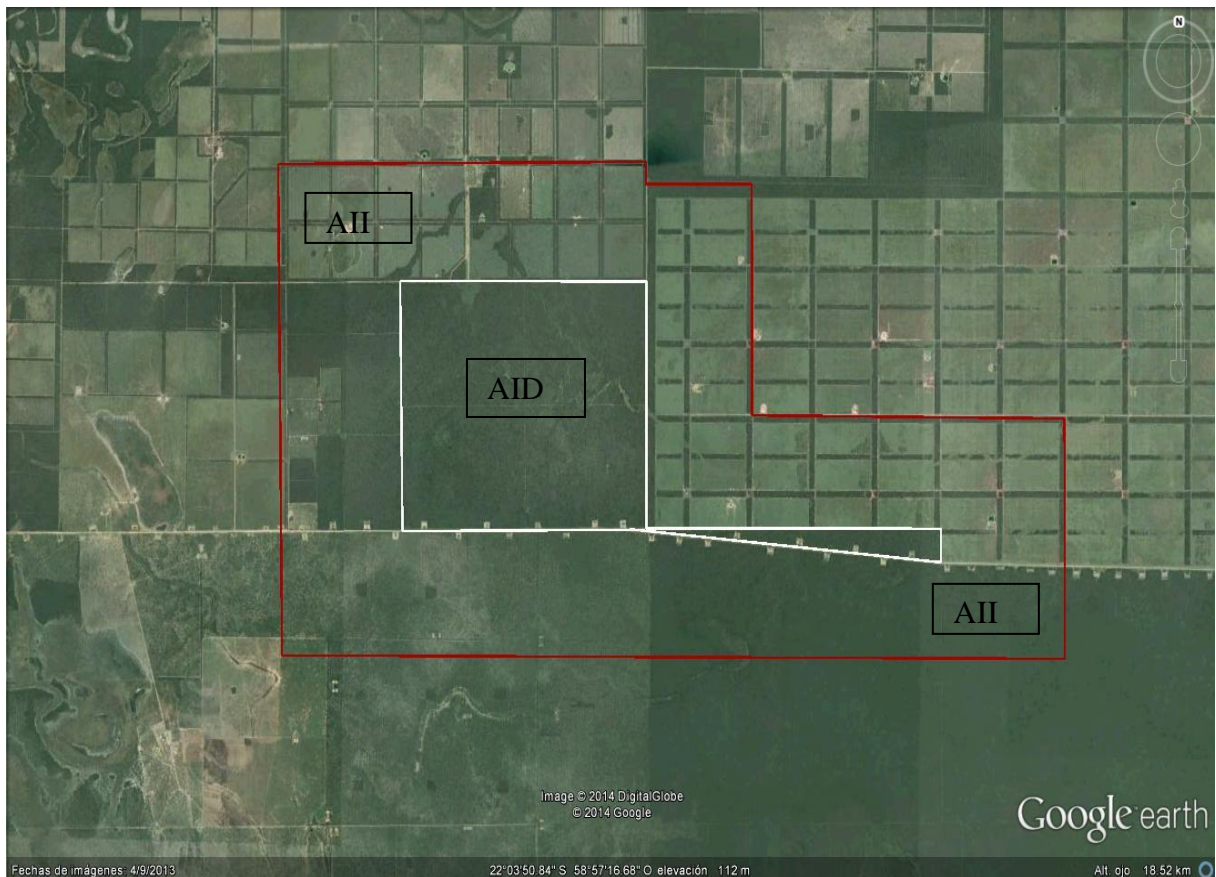 N
AII
AID
AII
Image © 2014 DigitalGlobe
© 2014 Google
Google earth
Fechas de imágenes: 4/9/2013 22°03'50.84" S 58°57'16.68" O elevación 112 m Alt. ojo 18.52 km